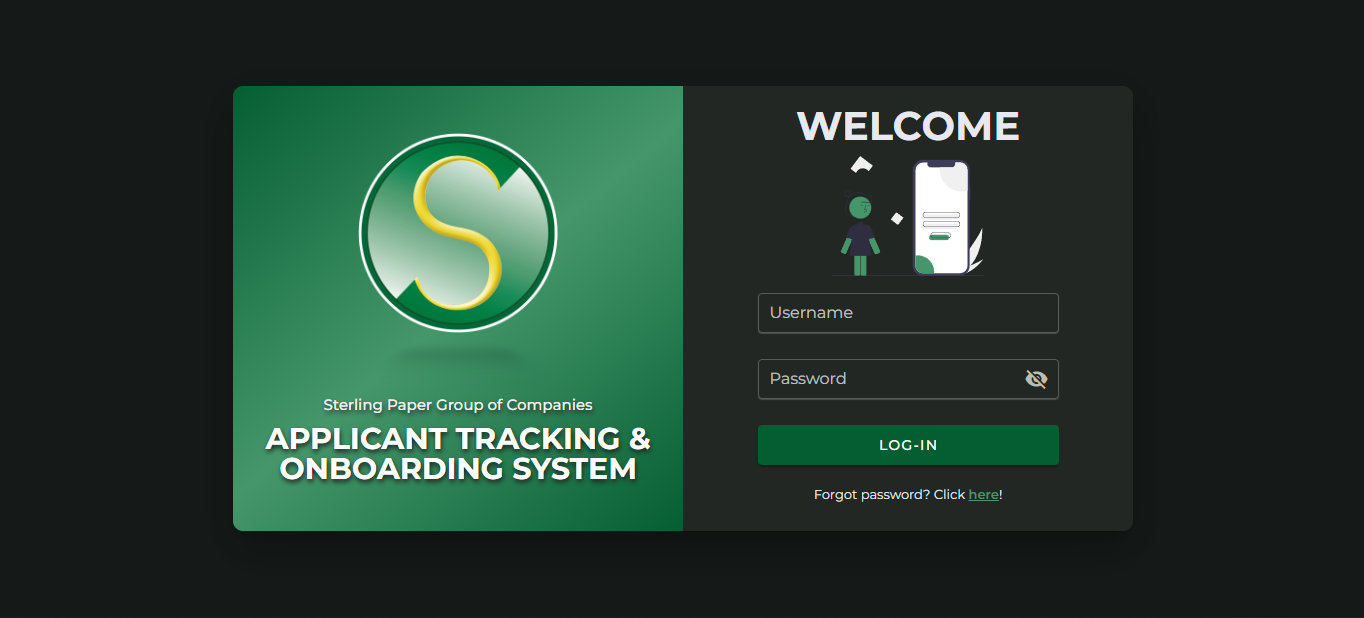 Sterling Paper Group of Companies
APPLICANT TRACKING &
ONBOARDING SYSTEM
WELCOME
Username
Password
LOG-IN
Forgot password? Click here!